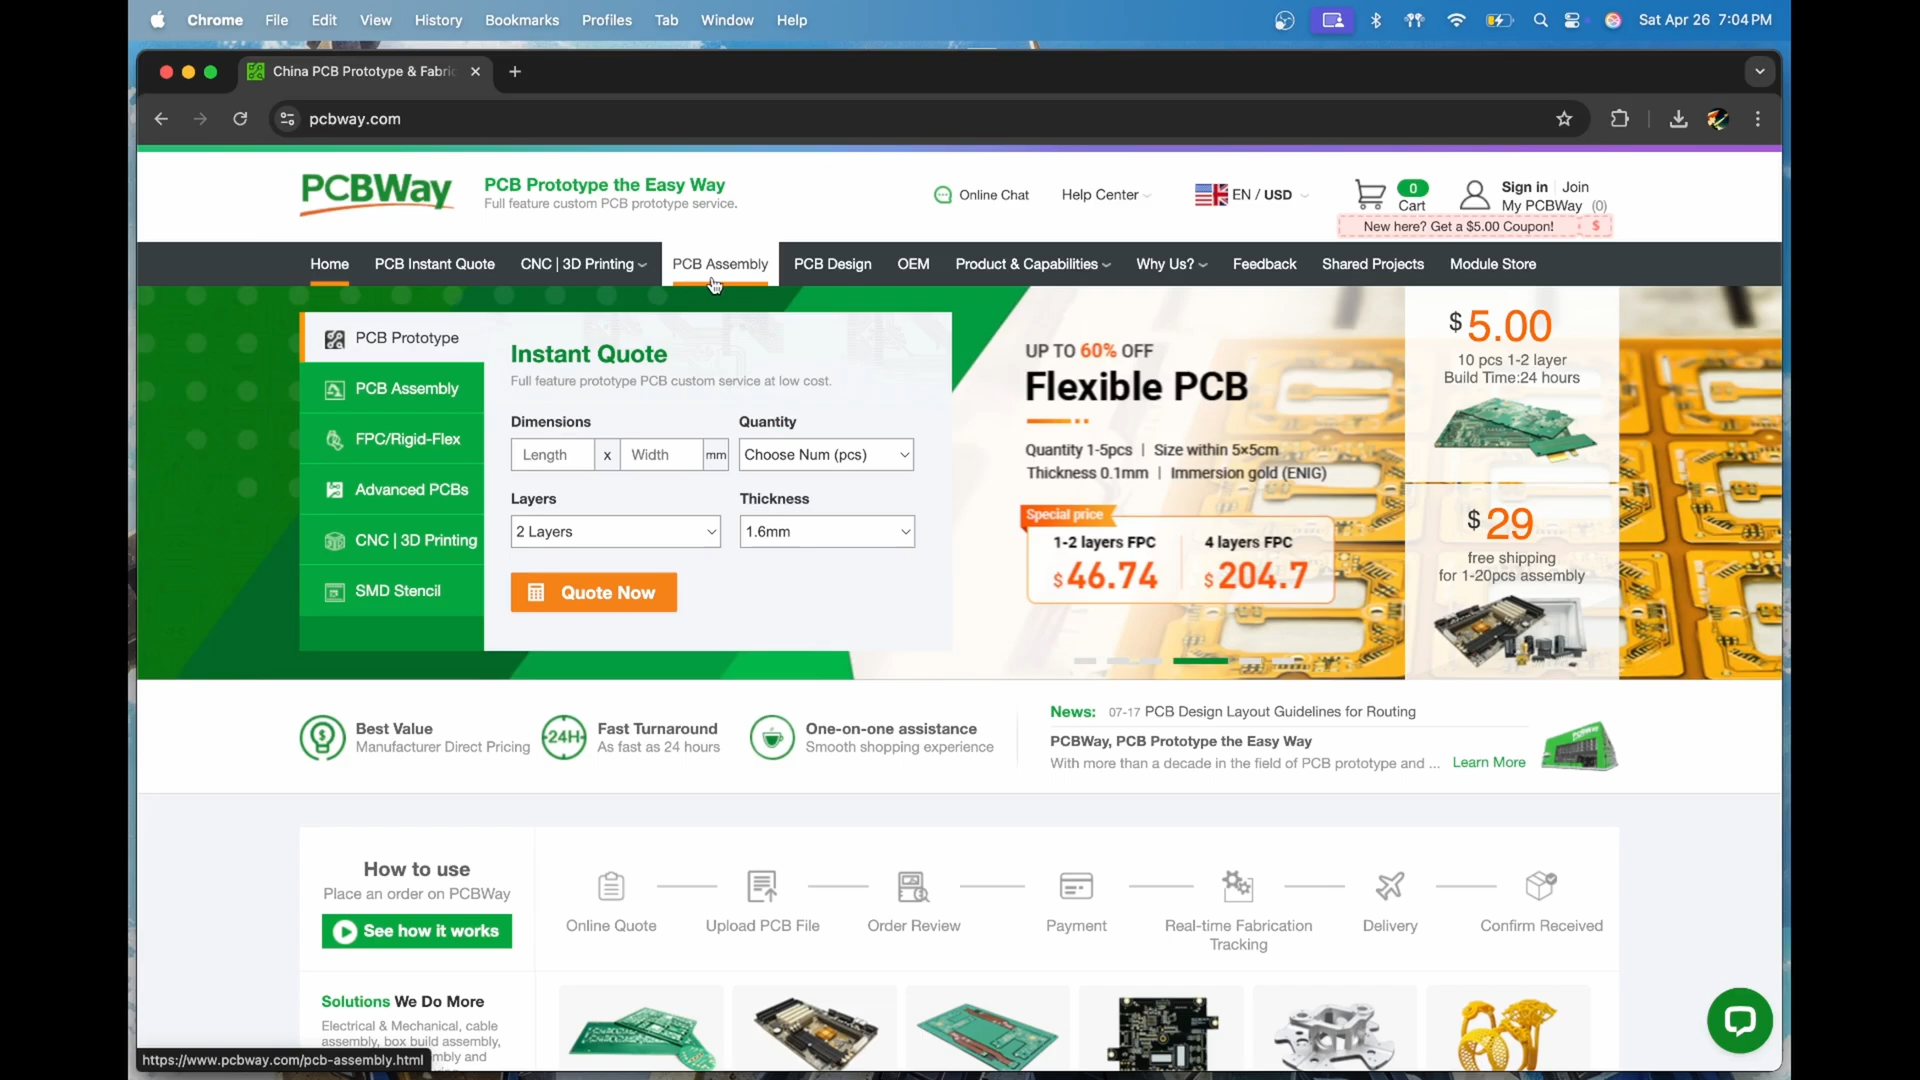 Chrome File Edit View History Bookmarks Profiles Tab Window Help
Sat Apr 26 7:04 PM
China PCB Prototype & Fabric
pcbway.com
PCBWay
PCB Prototype the Easy Way
Full feature custom PCB prototype service.
Online Chat
Help Center
EN / USD
0
Cart
Sign in Join
My PCBWay (0)
New here? Get a $5.00 Coupon!
$
Home PCB Instant Quote CNC | 3D Printing PCB Assembly PCB Design OEM Product & Capabilities Why Us? Feedback Shared Projects Module Store
PCB Prototype
PCB Assembly
FPC/Rigid-Flex
Advanced PCBs
CNC | 3D Printing
SMD Stencil
Instant Quote
Full feature prototype PCB custom service at low cost.
Dimensions Quantity
Length x Width mm Choose Num (pcs)
Layers Thickness
2 Layers 1.6mm
Quote Now
UP TO 60% OFF
Flexible PCB
Quantity 1-5pcs | Size within 5×5cm
Thickness 0.1mm | Immersion gold (ENIG)
Special price
1-2 layers FPC 4 layers FPC
$46.74 $204.7
$5.00
10 pcs 1-2 layer
Build Time:24 hours
$29
free shipping
for 1-20pcs assembly
Best Value
Manufacturer Direct Pricing
24H
Fast Turnaround
As fast as 24 hours
One-on-one assistance
Smooth shopping experience
News: 07-17 PCB Design Layout Guidelines for Routing
PCBWay, PCB Prototype the Easy Way
With more than a decade in the field of PCB prototype and ... Learn More
How to use
Place an order on PCBWay
See how it works
Online Quote
Upload PCB File
Order Review
Payment
Real-time Fabrication
Tracking
Delivery
Confirm Received
Solutions We Do More
Electrical & Mechanical, cable
assembly, box build assembly,
mbly and
https://www.pcbway.com/pcb-assembly.html